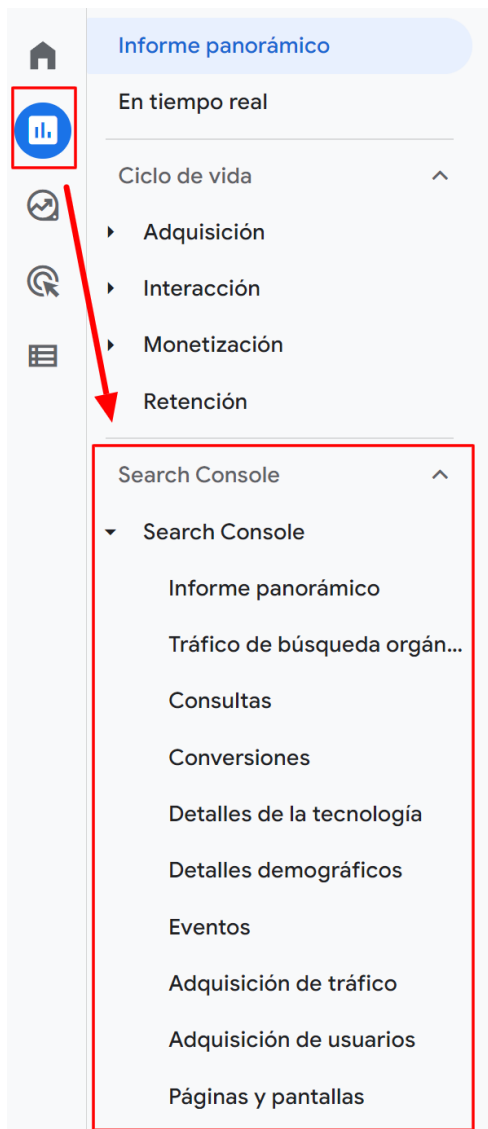 Informe panorámico
En tiempo real
Ciclo de vida
Adquisición
Interacción
Monetización
Retención
Search Console
Search Console
Informe panorámico
Tráfico de búsqueda orgán...
Consultas
Conversiones
Detalles de la tecnología
Detalles demográficos
Eventos
Adquisición de tráfico
Adquisición de usuarios
Páginas y pantallas